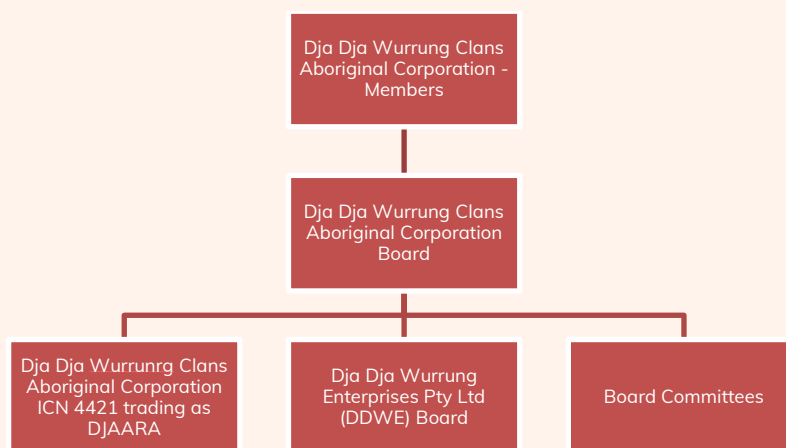 Dja Dja Wurrung Clans
Aboriginal Corporation -
Members
Dja Dja Wurrung Clans
Aboriginal Corporation
Board
Dja Dja Wurrunrg Clans
Aboriginal Corporation
ICN 4421 trading as
DJAARA
Dja Dja Wurrung
Enterprises Pty Ltd
(DDWE) Board
Board Committees